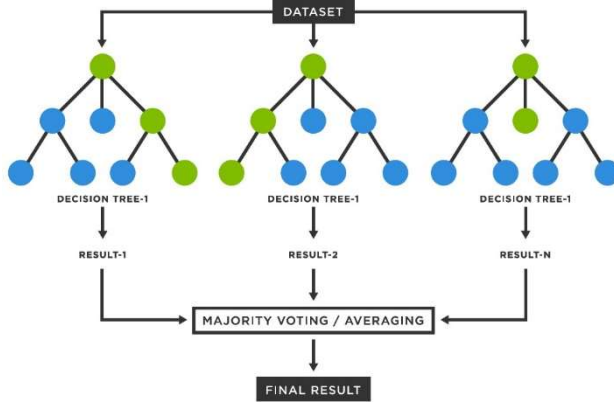 DATASET
DECISION TREE-1
DECISION TREE-1
DECISION TREE-1
RESULT-1
RESULT-2
RESULT-N
MAJORITY VOTING / AVERAGING
FINAL RESULT